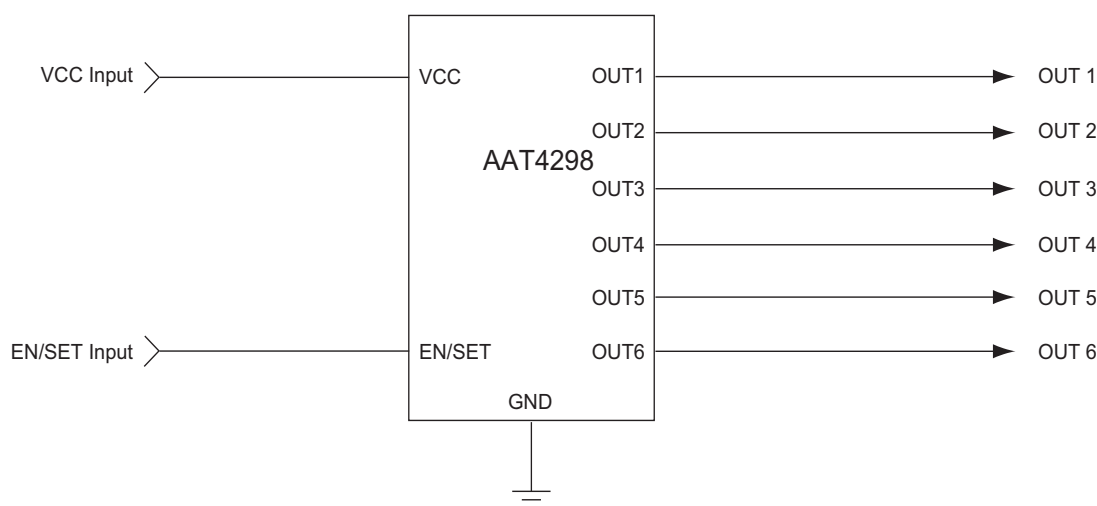 VCC Input
VCC
OUT1
OUT 1
OUT2
OUT 2
AAT4298
OUT3
OUT 3
OUT4
OUT 4
OUT5
OUT 5
EN/SET Input
EN/SET
OUT6
OUT 6
GND